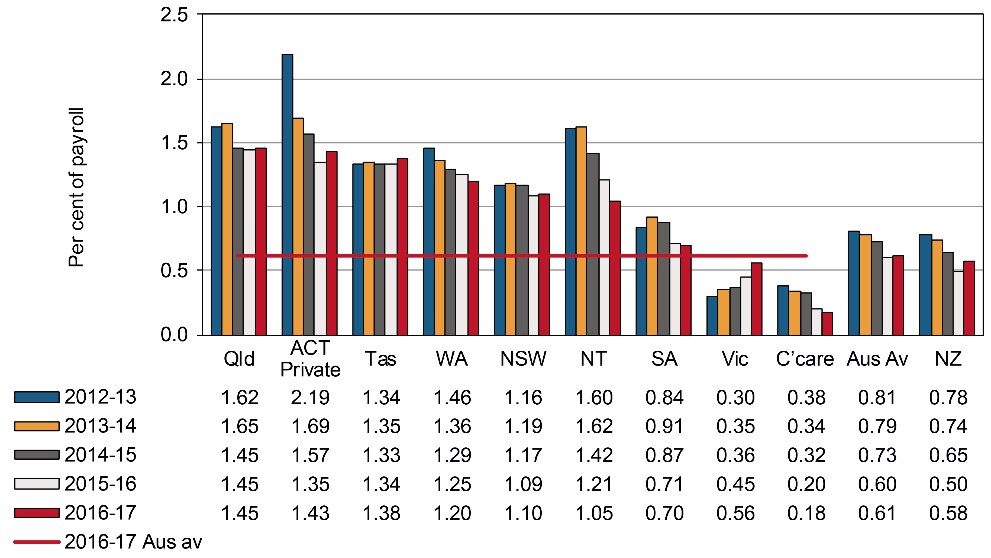 2.5
2.0
1.5
1.0
0.5
0.0
Per cent of payroll
Qld ACT Private Tas WA NSW NT SA Vic C'care Aus Av NZ
2012-13 1.62 2.19 1.34 1.46 1.16 1.60 0.84 0.30 0.38 0.81 0.78
2013-14 1.65 1.69 1.35 1.36 1.19 1.62 0.91 0.35 0.34 0.79 0.74
2014-15 1.45 1.57 1.33 1.29 1.17 1.42 0.87 0.36 0.32 0.73 0.65
2015-16 1.45 1.35 1.34 1.25 1.09 1.21 0.71 0.45 0.20 0.60 0.50
2016-17 1.45 1.43 1.38 1.20 1.10 1.05 0.70 0.56 0.18 0.61 0.58
2016-17 Aus av